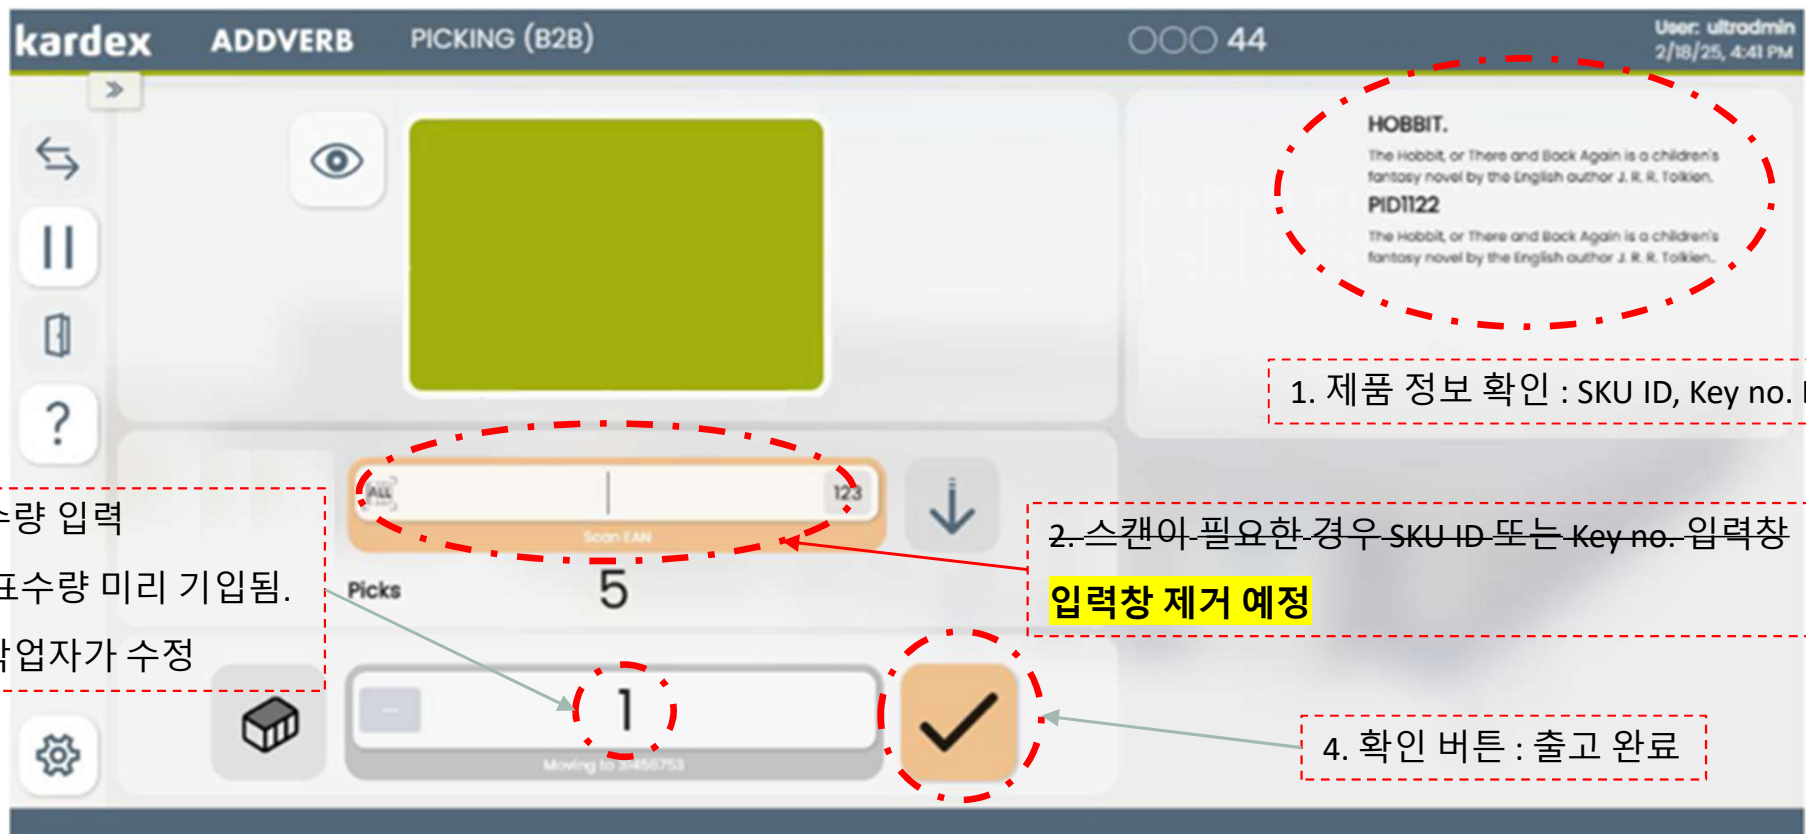 kardex ADDVERB PICKING (B2B) 44 User: ultradmin
2/18/25, 4:41 PM
HOBBIT.
The Hobbit, or There and Back Again is a children's
fantasy novel by the English author J. R. R. Tolkien.
PID1122
The Hobbit, or There and Back Again is a children's
fantasy novel by the English author J. R. R. Tolkien..
1. 제품 정보 확인 : SKU ID, Key no.
ALL 123
Scan EAN
Picks 5
수량 입력
표수량 미리 기입됨.
작업자가 수정
2. 스캔이 필요한 경우 SKU ID 또는 Key no. 입력창
입력창 제거 예정
1
Moving to
4. 확인 버튼 : 출고 완료